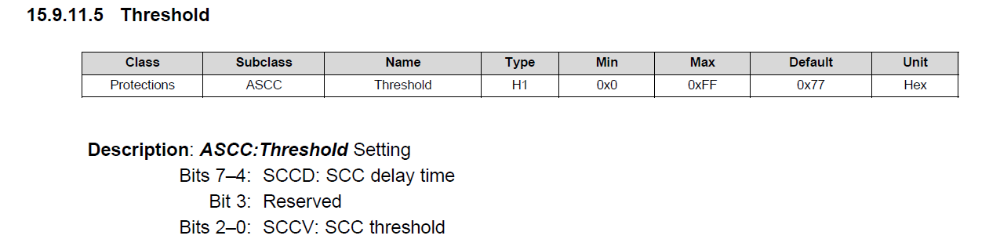 15.9.11.5 Threshold
Class Subclass Name Type Min Max Default Unit
Protections ASCC Threshold H1 0x0 0xFF 0x77 Hex
Description: ASCC:Threshold Setting
Bits 7–4: SCCD: SCC delay time
Bit 3: Reserved
Bits 2–0: SCCV: SCC threshold